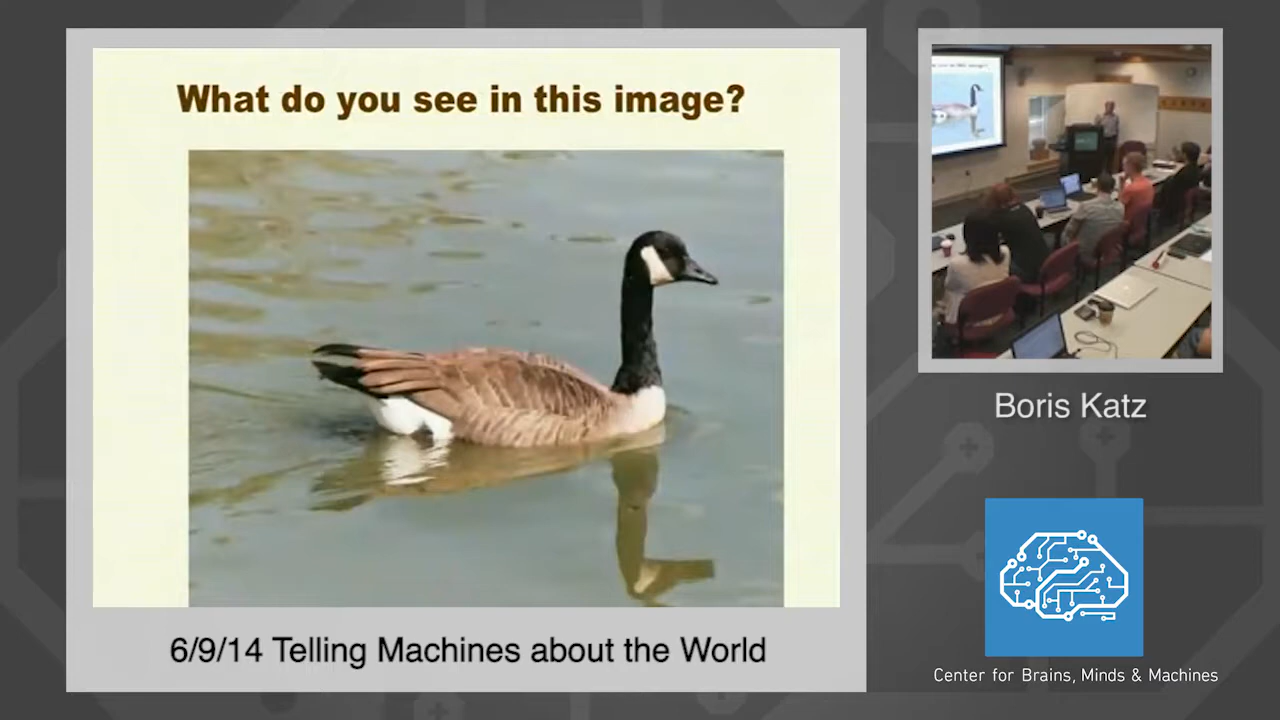 What do you see in this image?
6/9/14 Telling Machines about the World
Boris Katz
Center for Brains, Minds & Machines